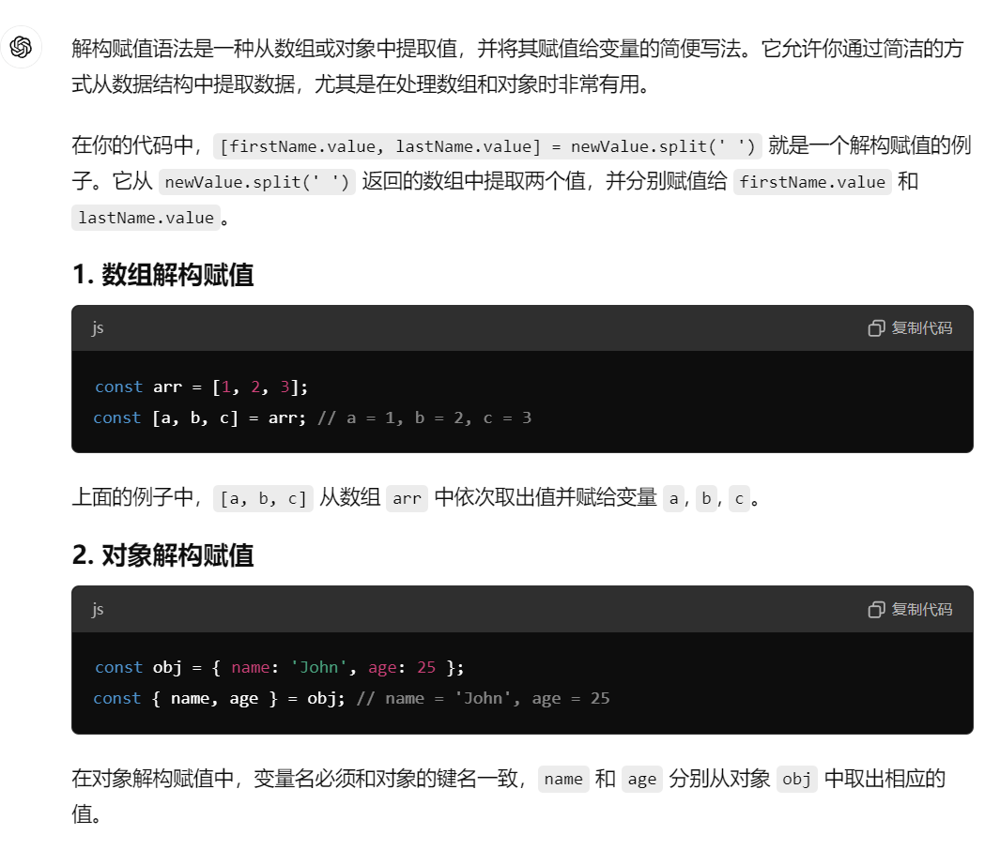 解构赋值语法是一种从数组或对象中提取值，并将其赋值给变量的简便写法。它允许你通过简洁的方
式从数据结构中提取数据，尤其是在处理数组和对象时非常有用。
在你的代码中， [firstName.value, lastName.value] = newValue.split(' ') 就是一个解构赋值的例
子。它从 newValue.split(' ') 返回的数组中提取两个值，并分别赋值给 firstName.value 和
lastName.value 。
1. 数组解构赋值
js 复制代码
const arr = [1, 2, 3];
const [a, b, c] = arr; // a = 1, b = 2, c = 3
上面的例子中， [a, b, c] 从数组 arr 中依次取出值并赋给变量 a , b , c 。
2. 对象解构赋值
js 复制代码
const obj = { name: 'John', age: 25 };
const { name, age } = obj; // name = 'John', age = 25
在对象解构赋值中，变量名必须和对象的键名一致， name 和 age 分别从对象 obj 中取出相应的
值。